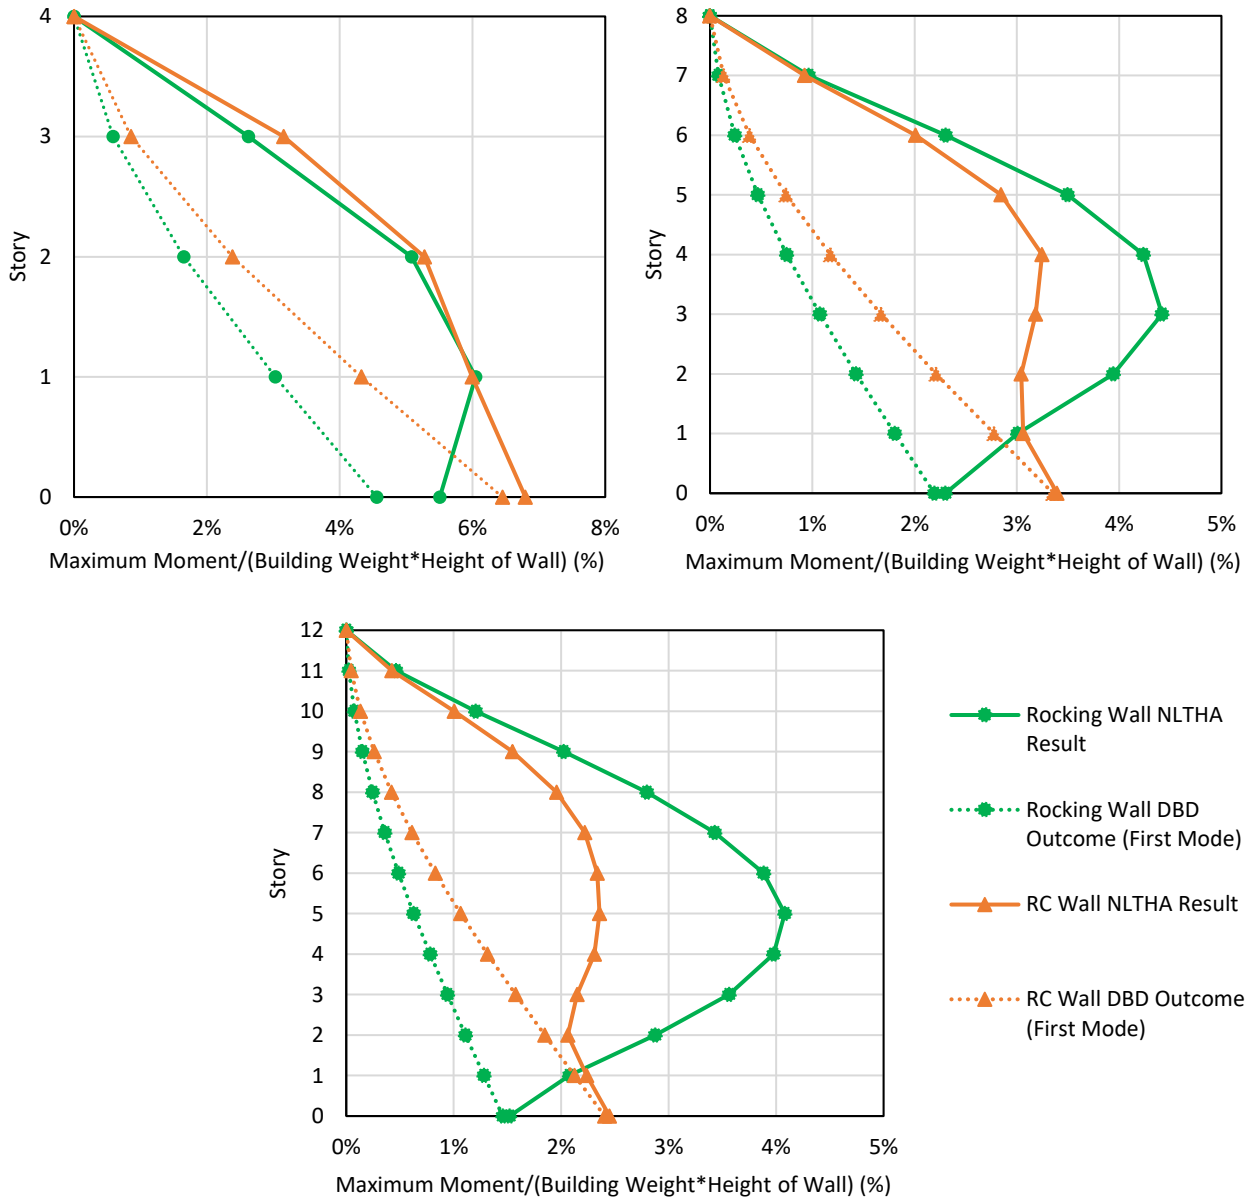 4
3
2
1
0
Story
0% 2% 4% 6% 8%
Maximum Moment/(Building Weight*Height of Wall) (%)
8
7
6
5
4
3
2
1
0
Story
0% 1% 2% 3% 4% 5%
Maximum Moment/(Building Weight*Height of Wall) (%)
12
11
10
9
8
7
6
5
4
3
2
1
0
Story
0% 1% 2% 3% 4% 5%
Maximum Moment/(Building Weight*Height of Wall) (%)
Rocking Wall NLTHA
Result
Rocking Wall DBD
Outcome (First Mode)
RC Wall NLTHA Result
RC Wall DBD Outcome
(First Mode)